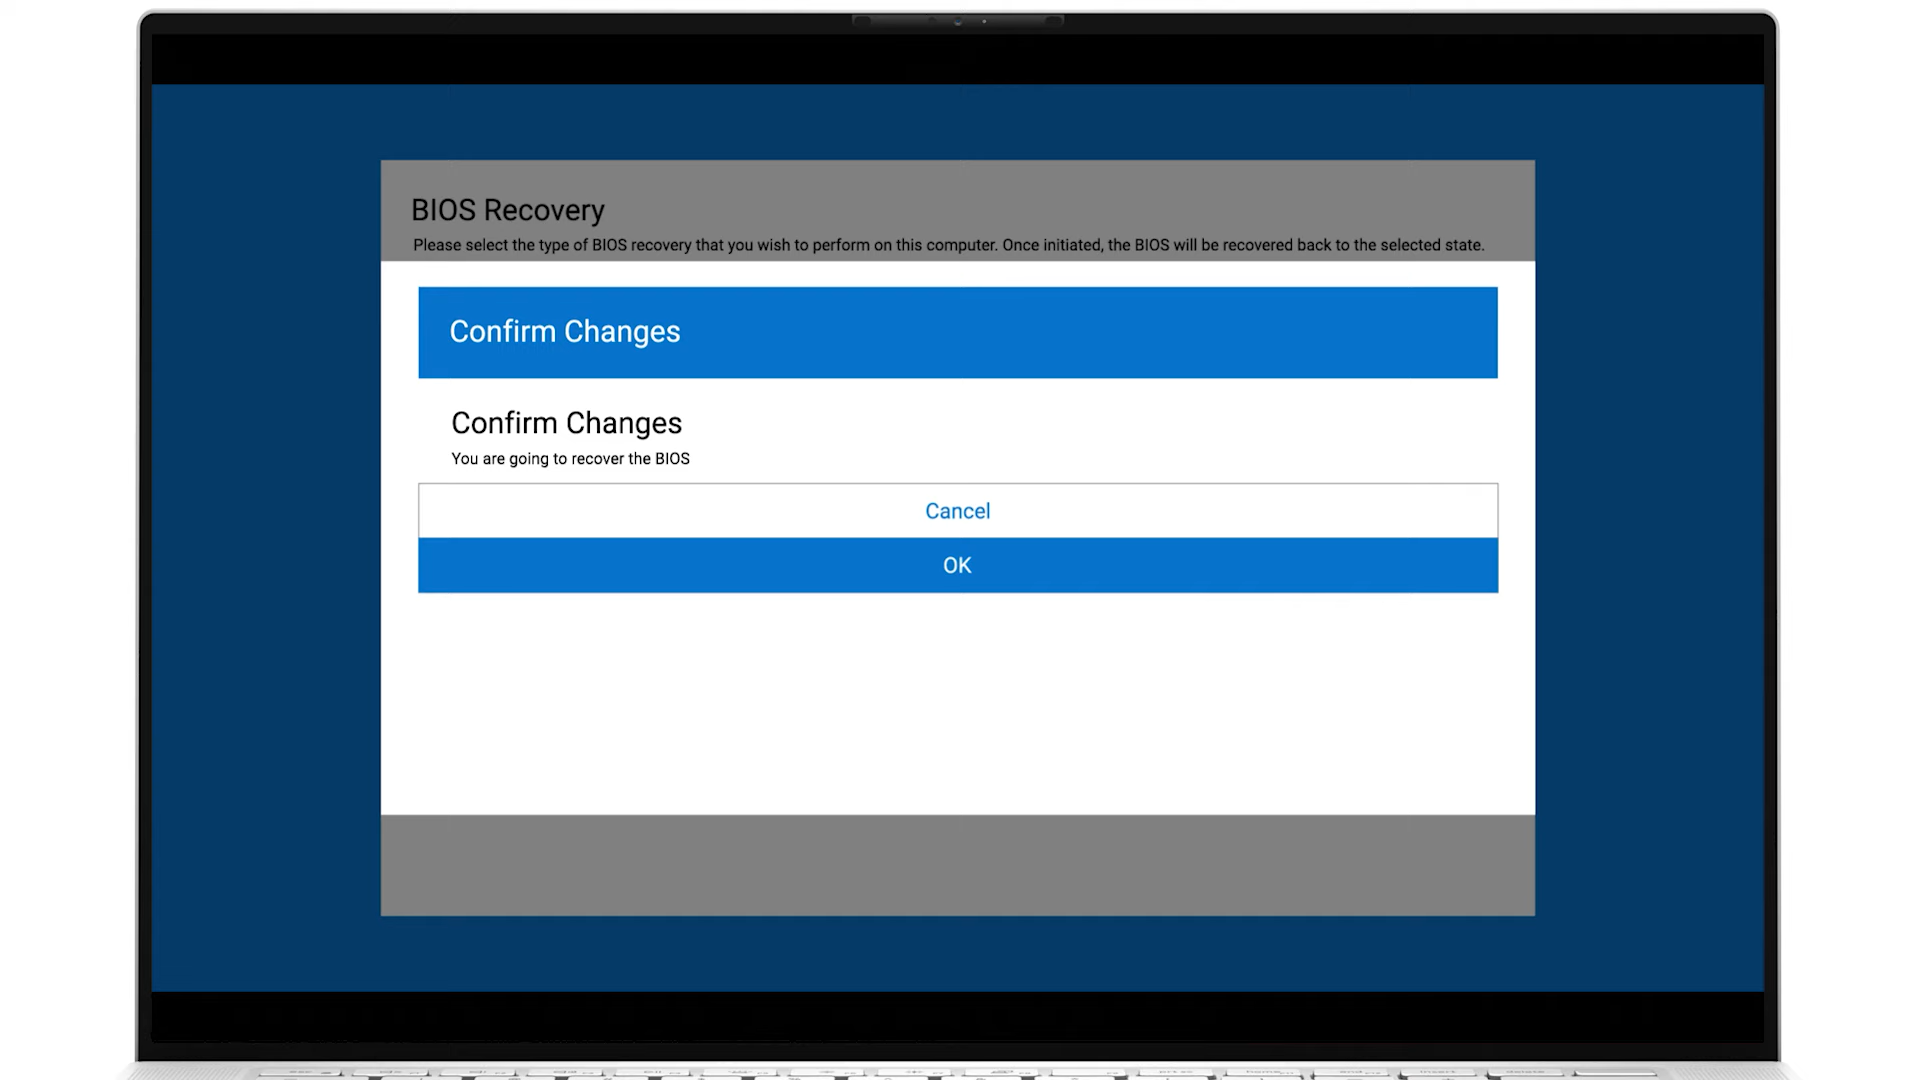 BIOS Recovery
Please select the type of BIOS recovery that you wish to perform on this computer. Once initiated, the BIOS will be recovered back to the selected state.
Confirm Changes
Confirm Changes
You are going to recover the BIOS
Cancel
OK